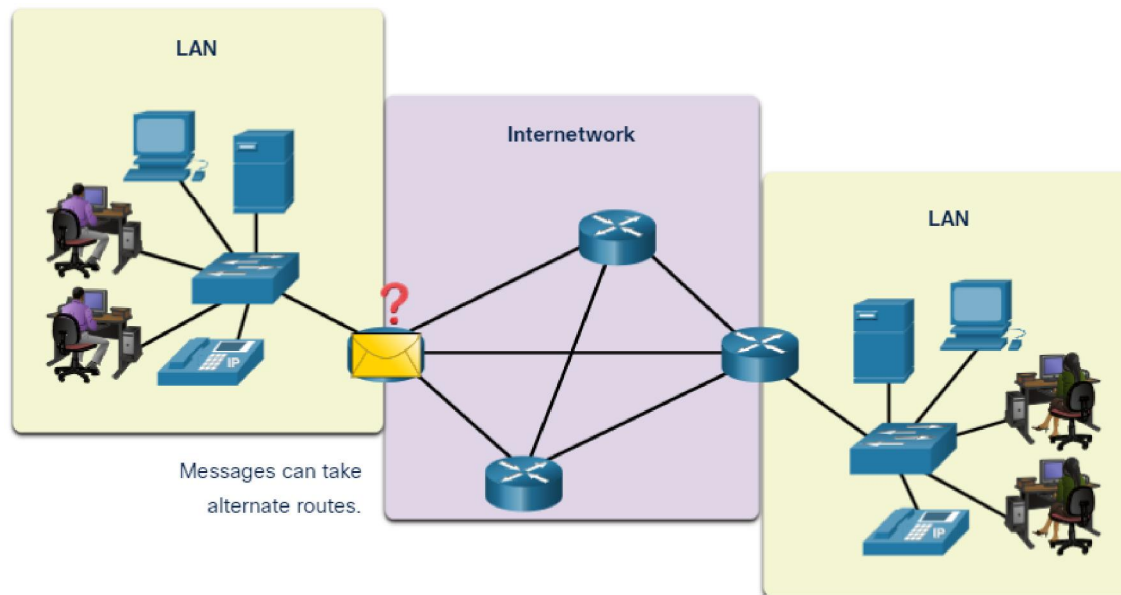 LAN
Internetwork
LAN
IP
?
Messages can take
alternate routes.
IP